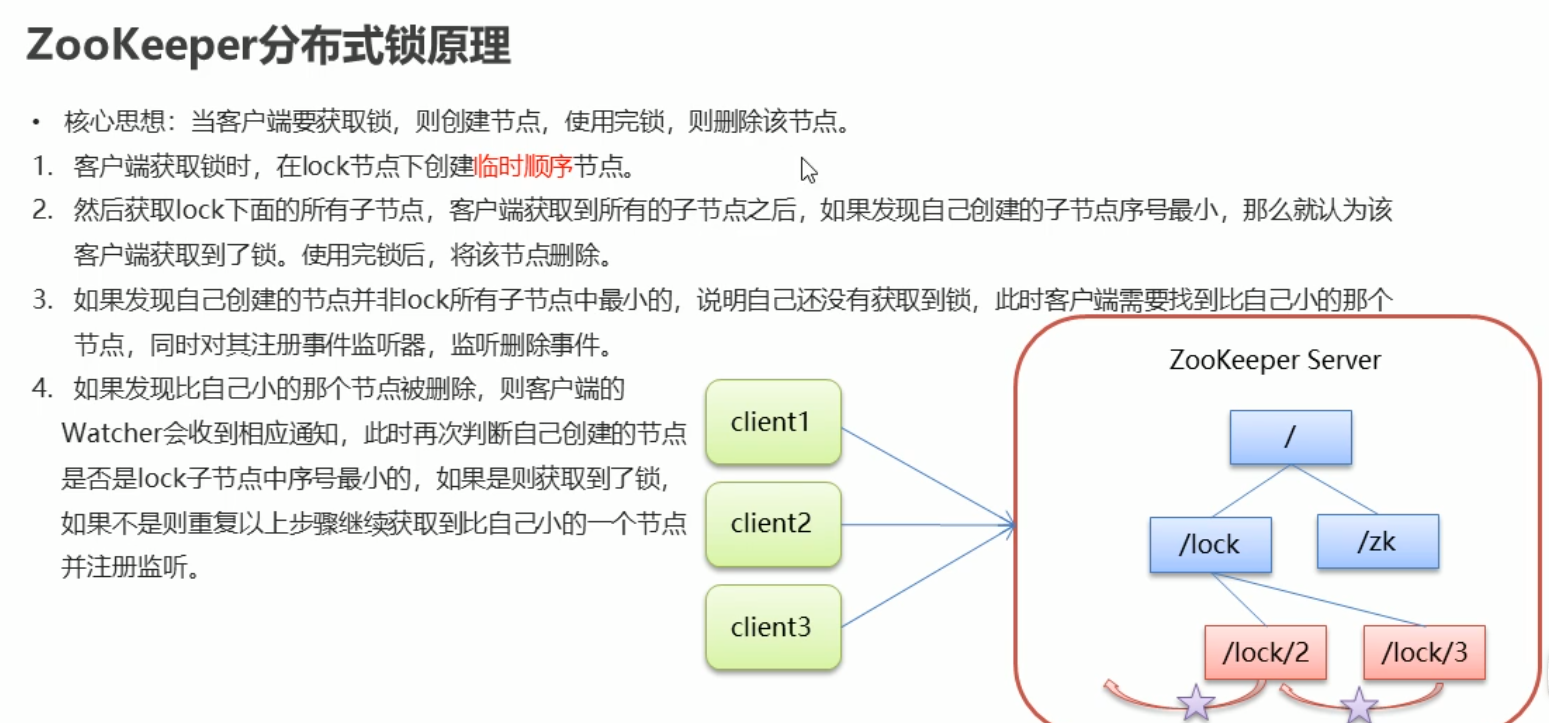 ZooKeeper分布式锁原理
• 核心思想：当客户端要获取锁，则创建节点，使用完锁，则删除该节点。
1. 客户端获取锁时，在lock节点下创建临时顺序节点。
2. 然后获取lock下面的所有子节点，客户端获取到所有的子节点之后，如果发现自己创建的子节点序号最小，那么就认为该
客户端获取到了锁。使用完锁后，将该节点删除。
3. 如果发现自己创建的节点并非lock所有子节点中最小的，说明自己还没有获取到锁，此时客户端需要找到比自己小的那个
节点，同时对其注册事件监听器，监听删除事件。
4. 如果发现比自己小的那个节点被删除，则客户端的
Watcher会收到相应通知，此时再次判断自己创建的节点
是否是lock子节点中序号最小的，如果是则获取到了锁，
如果不是则重复以上步骤继续获取到比自己小的一个节点
并注册监听。
client1
client2
client3
ZooKeeper Server
/
/lock
/zk
/lock/2
/lock/3